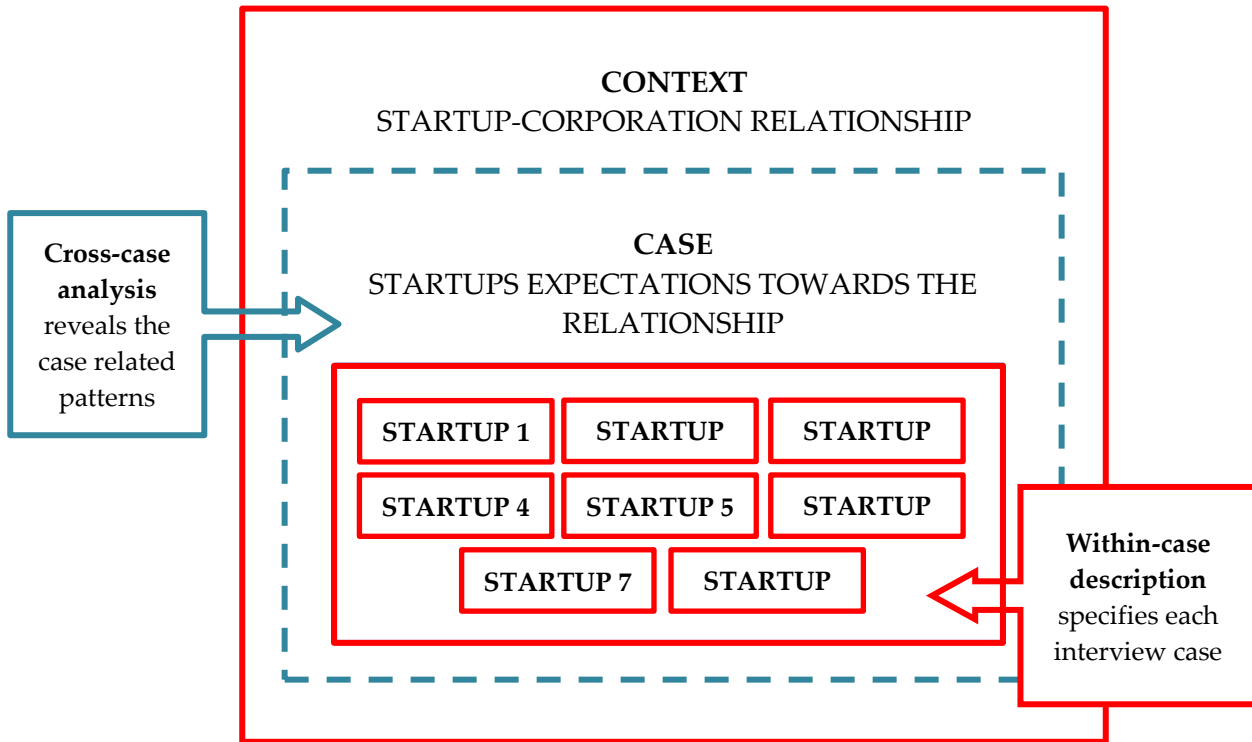 CONTEXT
STARTUP-CORPORATION RELATIONSHIP
Cross-case
analysis
reveals the
case related
patterns
CASE
STARTUPS EXPECTATIONS TOWARDS THE
RELATIONSHIP
STARTUP 1
STARTUP
STARTUP
STARTUP 4
STARTUP 5
STARTUP
STARTUP 7
STARTUP
Within-case
description
specifies each
interview case